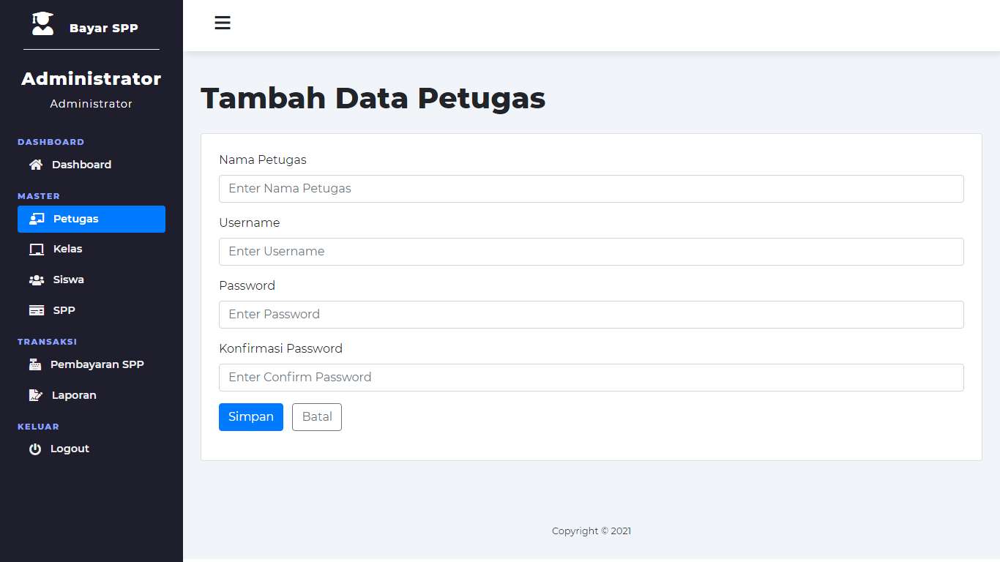 Bayar SPP
Administrator
Administrator
DASHBOARD
Dashboard
MASTER
Petugas
Kelas
Siswa
SPP
TRANSAKSI
Pembayaran SPP
Laporan
KELUAR
Logout
Tambah Data Petugas
Nama Petugas
Enter Nama Petugas
Username
Enter Username
Password
Enter Password
Konfirmasi Password
Enter Confirm Password
Simpan Batal
Copyright © 2021